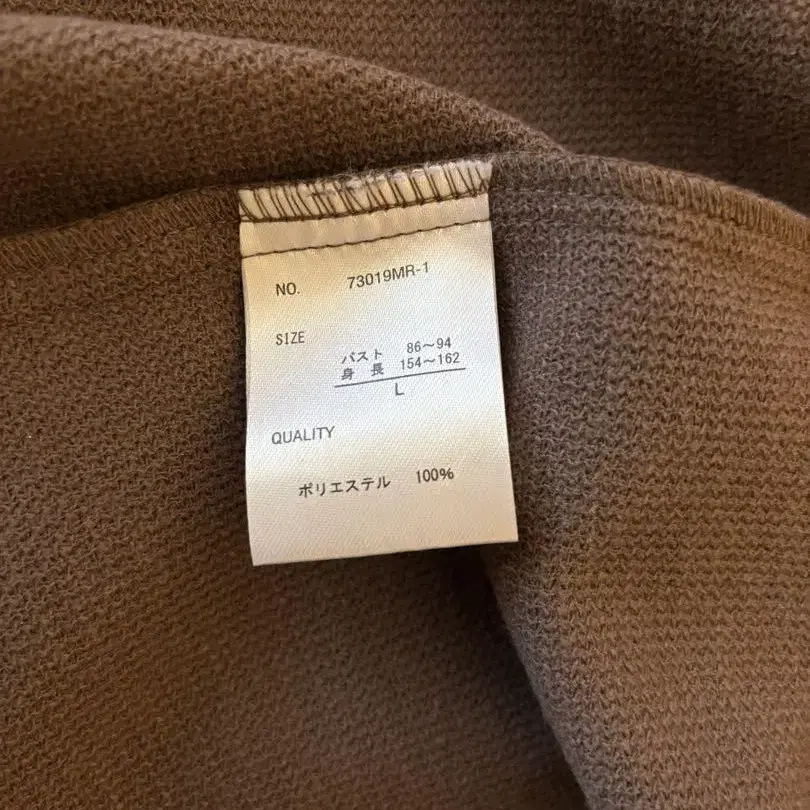 NO. 73019MR-1
SIZE
バスト 86～94
身 長 154～162
L
QUALITY
ポリエステル 100%